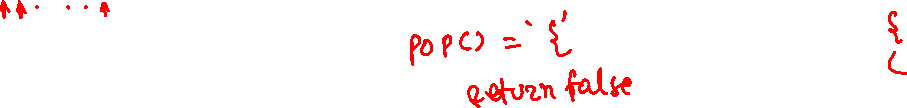 pop() = '{'
return false
{
(